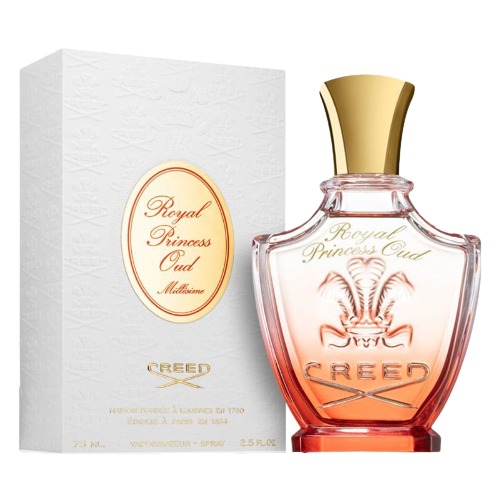 Royal
Princess
Oud
Millésime
CREED
MAISON FONDÉE À LONDRES EN 1760
ÉTABLIE À PARIS EN 1854
75 ML. VAPORISATEUR - SPRAY 2.5 FL.OZ
Royal
Princess Oud
CREED